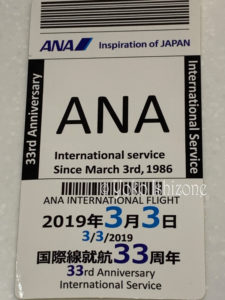 ANA Inspiration of JAPAN
33rd Anniversary
ANA
International Service
International service
Since March 3rd, 1986
ANA INTERNATIONAL FLIGHT
2019年3月3日
3/3/2019
国際線就航33周年
33rd Anniversary
International Service